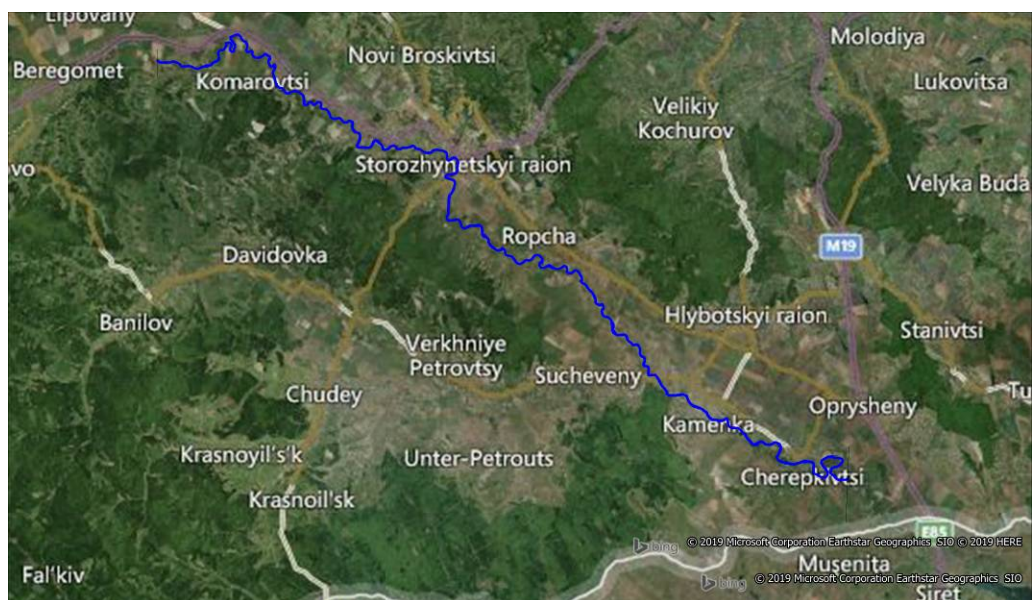 Lipovany
Molodiya
Novi Broskivtsi
Beregomet
Komarovtsi
Lukovitsa
Velikiy
Kochurov
Storozhynetskyi raion
vo
Velyka Buda
Ropcha
M19
Davidovka
Hlybotskyi raion
Banilov
Stanivtsi
Verkhniye
Petrovtsy
Sucheveny
Chudey
Tu
Oprysheny
Kamenka
Krasnoyil's'k
Unter-Petrouts
Cherepkivtsi
Krasnoil'sk
E85
bing
© 2019 Microsoft Corporation Earthstar Geographics SIO © 2019 HERE
Muşenita
Fal'kiv
bing
© 2019 Microsoft Corporation Earthstar Geographics SIO
Siret